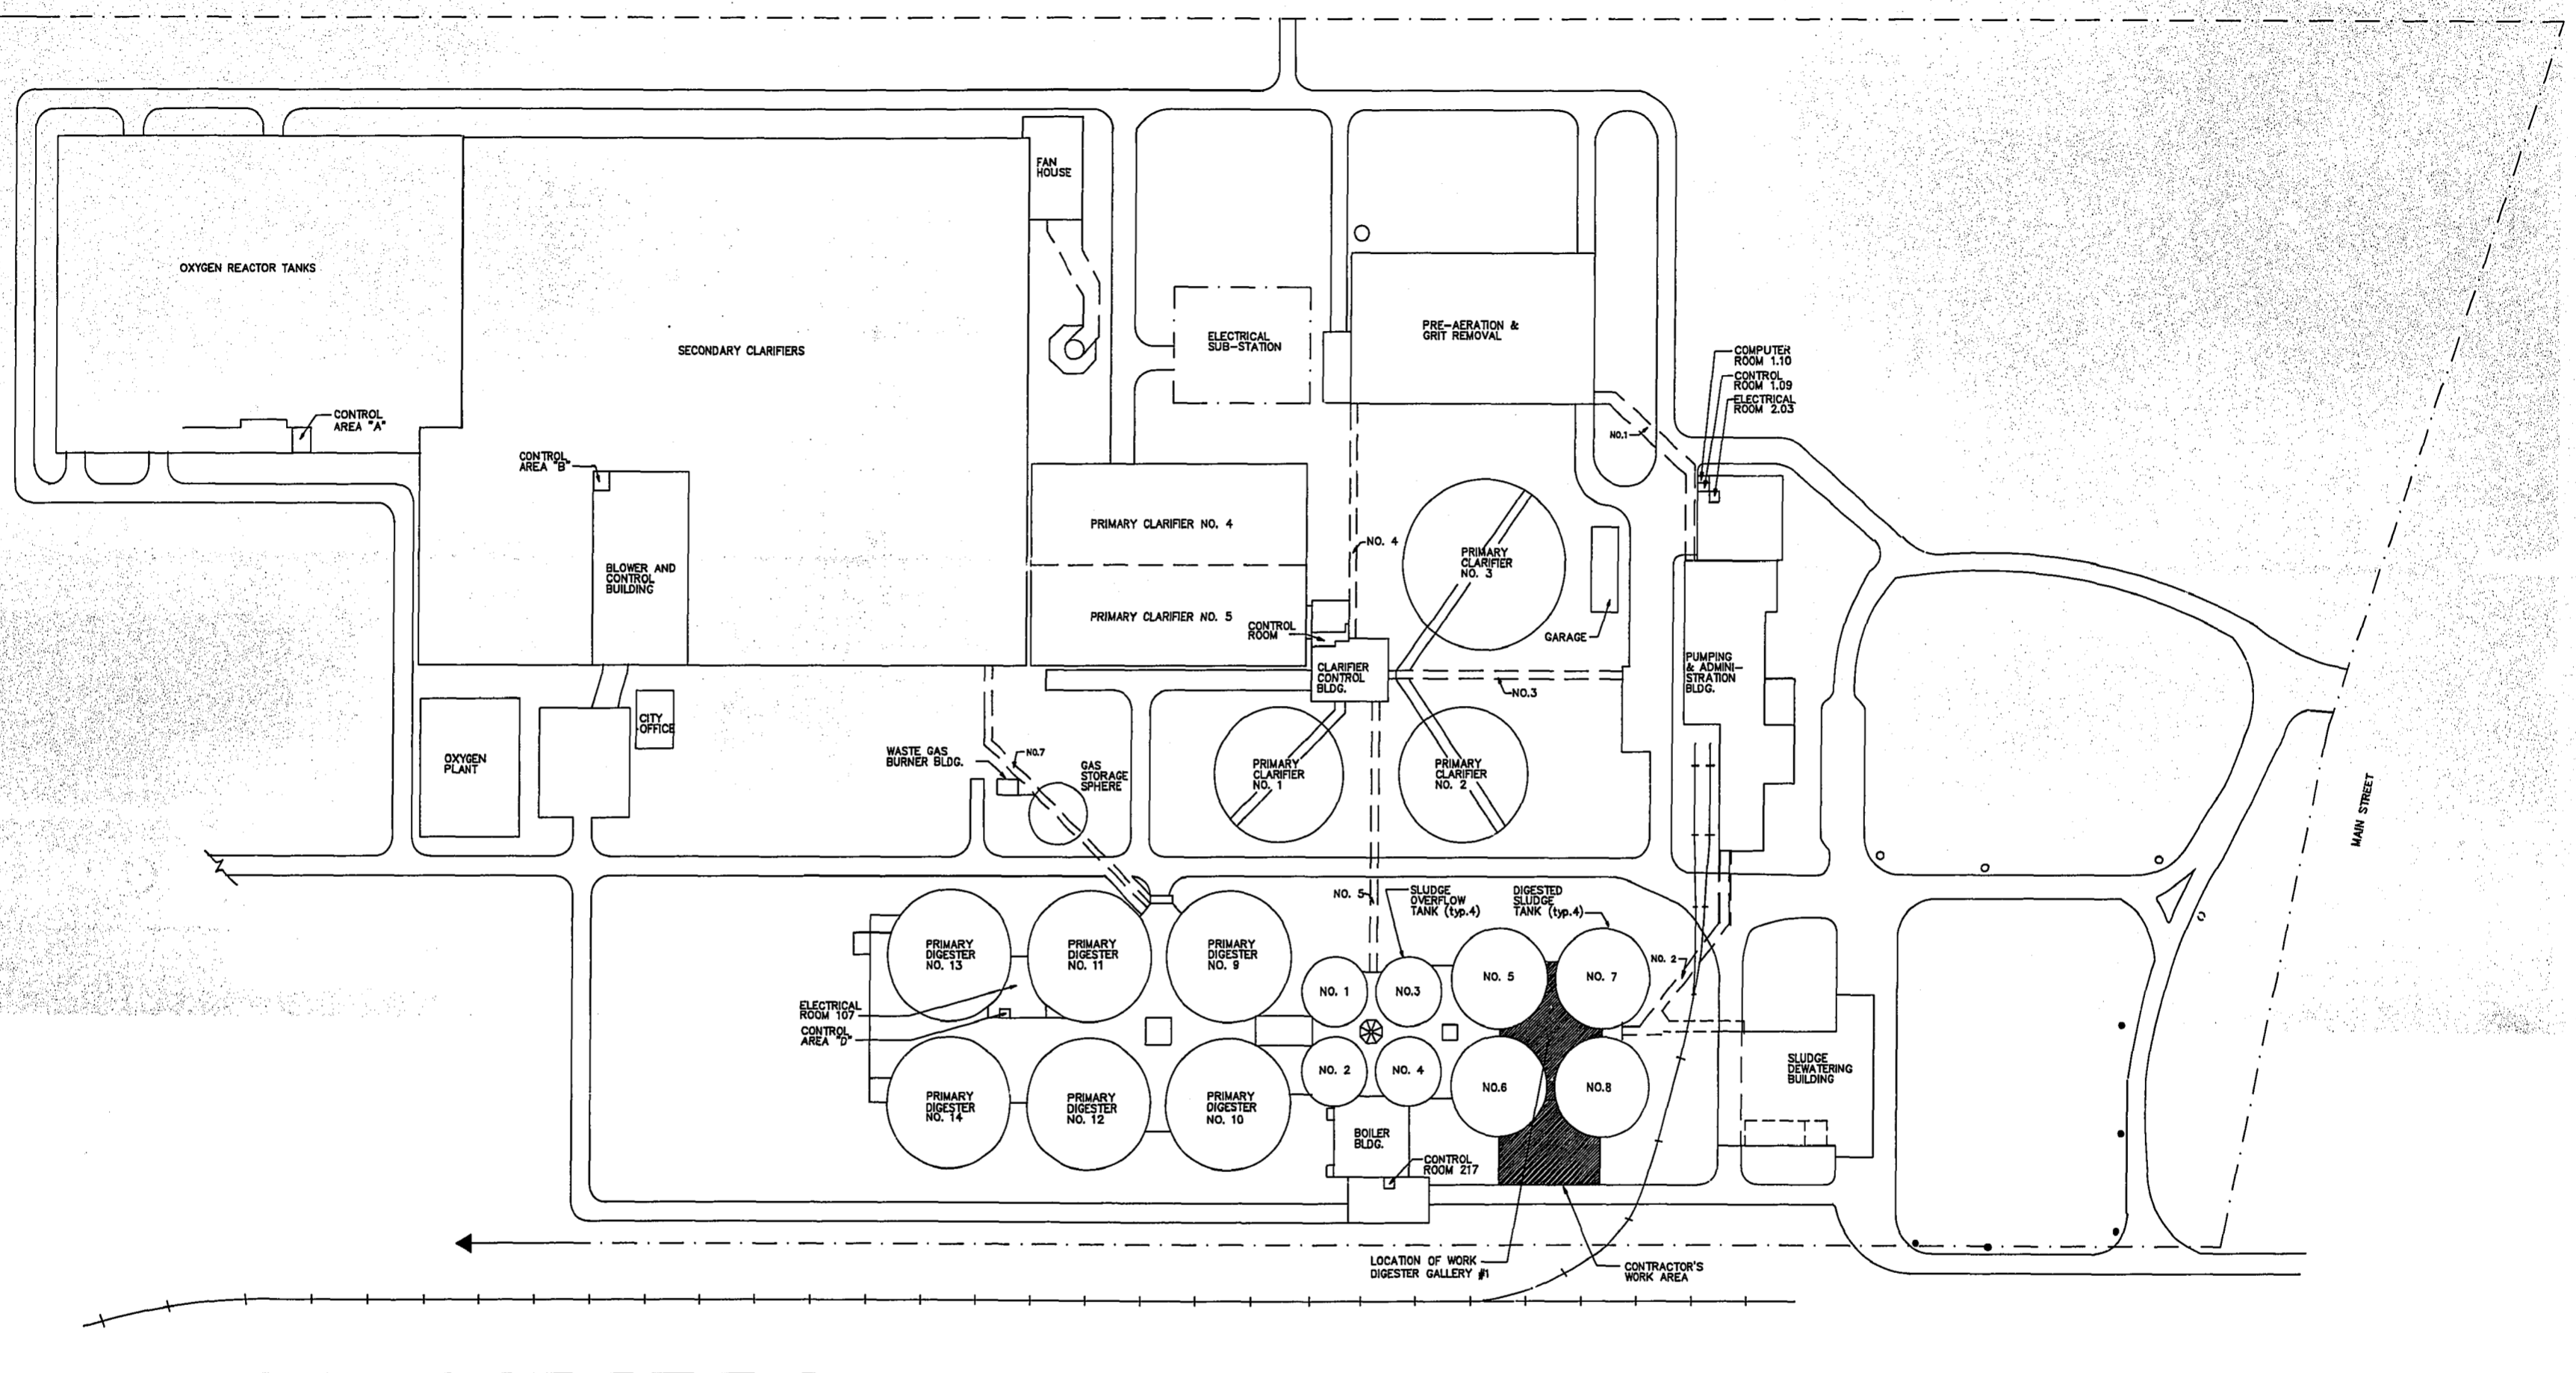 FAN
HOUSE
OXYGEN REACTOR TANKS
SECONDARY CLARIFIERS
ELECTRICAL
SUB-STATION
PRE-AERATION &
GRIT REMOVAL
COMPUTER
ROOM 1.10
CONTROL
ROOM 1.09
ELECTRICAL
ROOM 2.03
CONTROL
AREA "A"
NO.1
CONTROL
AREA "B"
PRIMARY CLARIFIER NO. 4
NO. 4
PRIMARY
CLARIFIER
NO. 3
BLOWER AND
CONTROL
BUILDING
PRIMARY CLARIFIER NO. 5
CONTROL
ROOM
GARAGE
CLARIFIER
CONTROL
BLDG.
PUMPING
& ADMINI-
STRATION
BLDG.
NO.3
CITY
OFFICE
OXYGEN
PLANT
WASTE GAS
BURNER BLDG.
NO.7
GAS
STORAGE
SPHERE
PRIMARY
CLARIFIER
NO. 1
PRIMARY
CLARIFIER
NO. 2
MAIN STREET
NO. 5
SLUDGE
OVERFLOW
TANK (typ.4)
DIGESTED
SLUDGE
TANK (typ.4)
PRIMARY
DIGESTER
NO. 13
PRIMARY
DIGESTER
NO. 11
PRIMARY
DIGESTER
NO. 9
NO. 1
NO.3
NO. 5
NO. 7
NO. 2
ELECTRICAL
ROOM 107
CONTROL
AREA "D"
NO. 2
NO. 4
NO.6
NO.8
SLUDGE
DEWATERING
BUILDING
PRIMARY
DIGESTER
NO. 14
PRIMARY
DIGESTER
NO. 12
PRIMARY
DIGESTER
NO. 10
BOILER
BLDG.
CONTROL
ROOM 217
LOCATION OF WORK
DIGESTER GALLERY #1
CONTRACTOR'S
WORK AREA